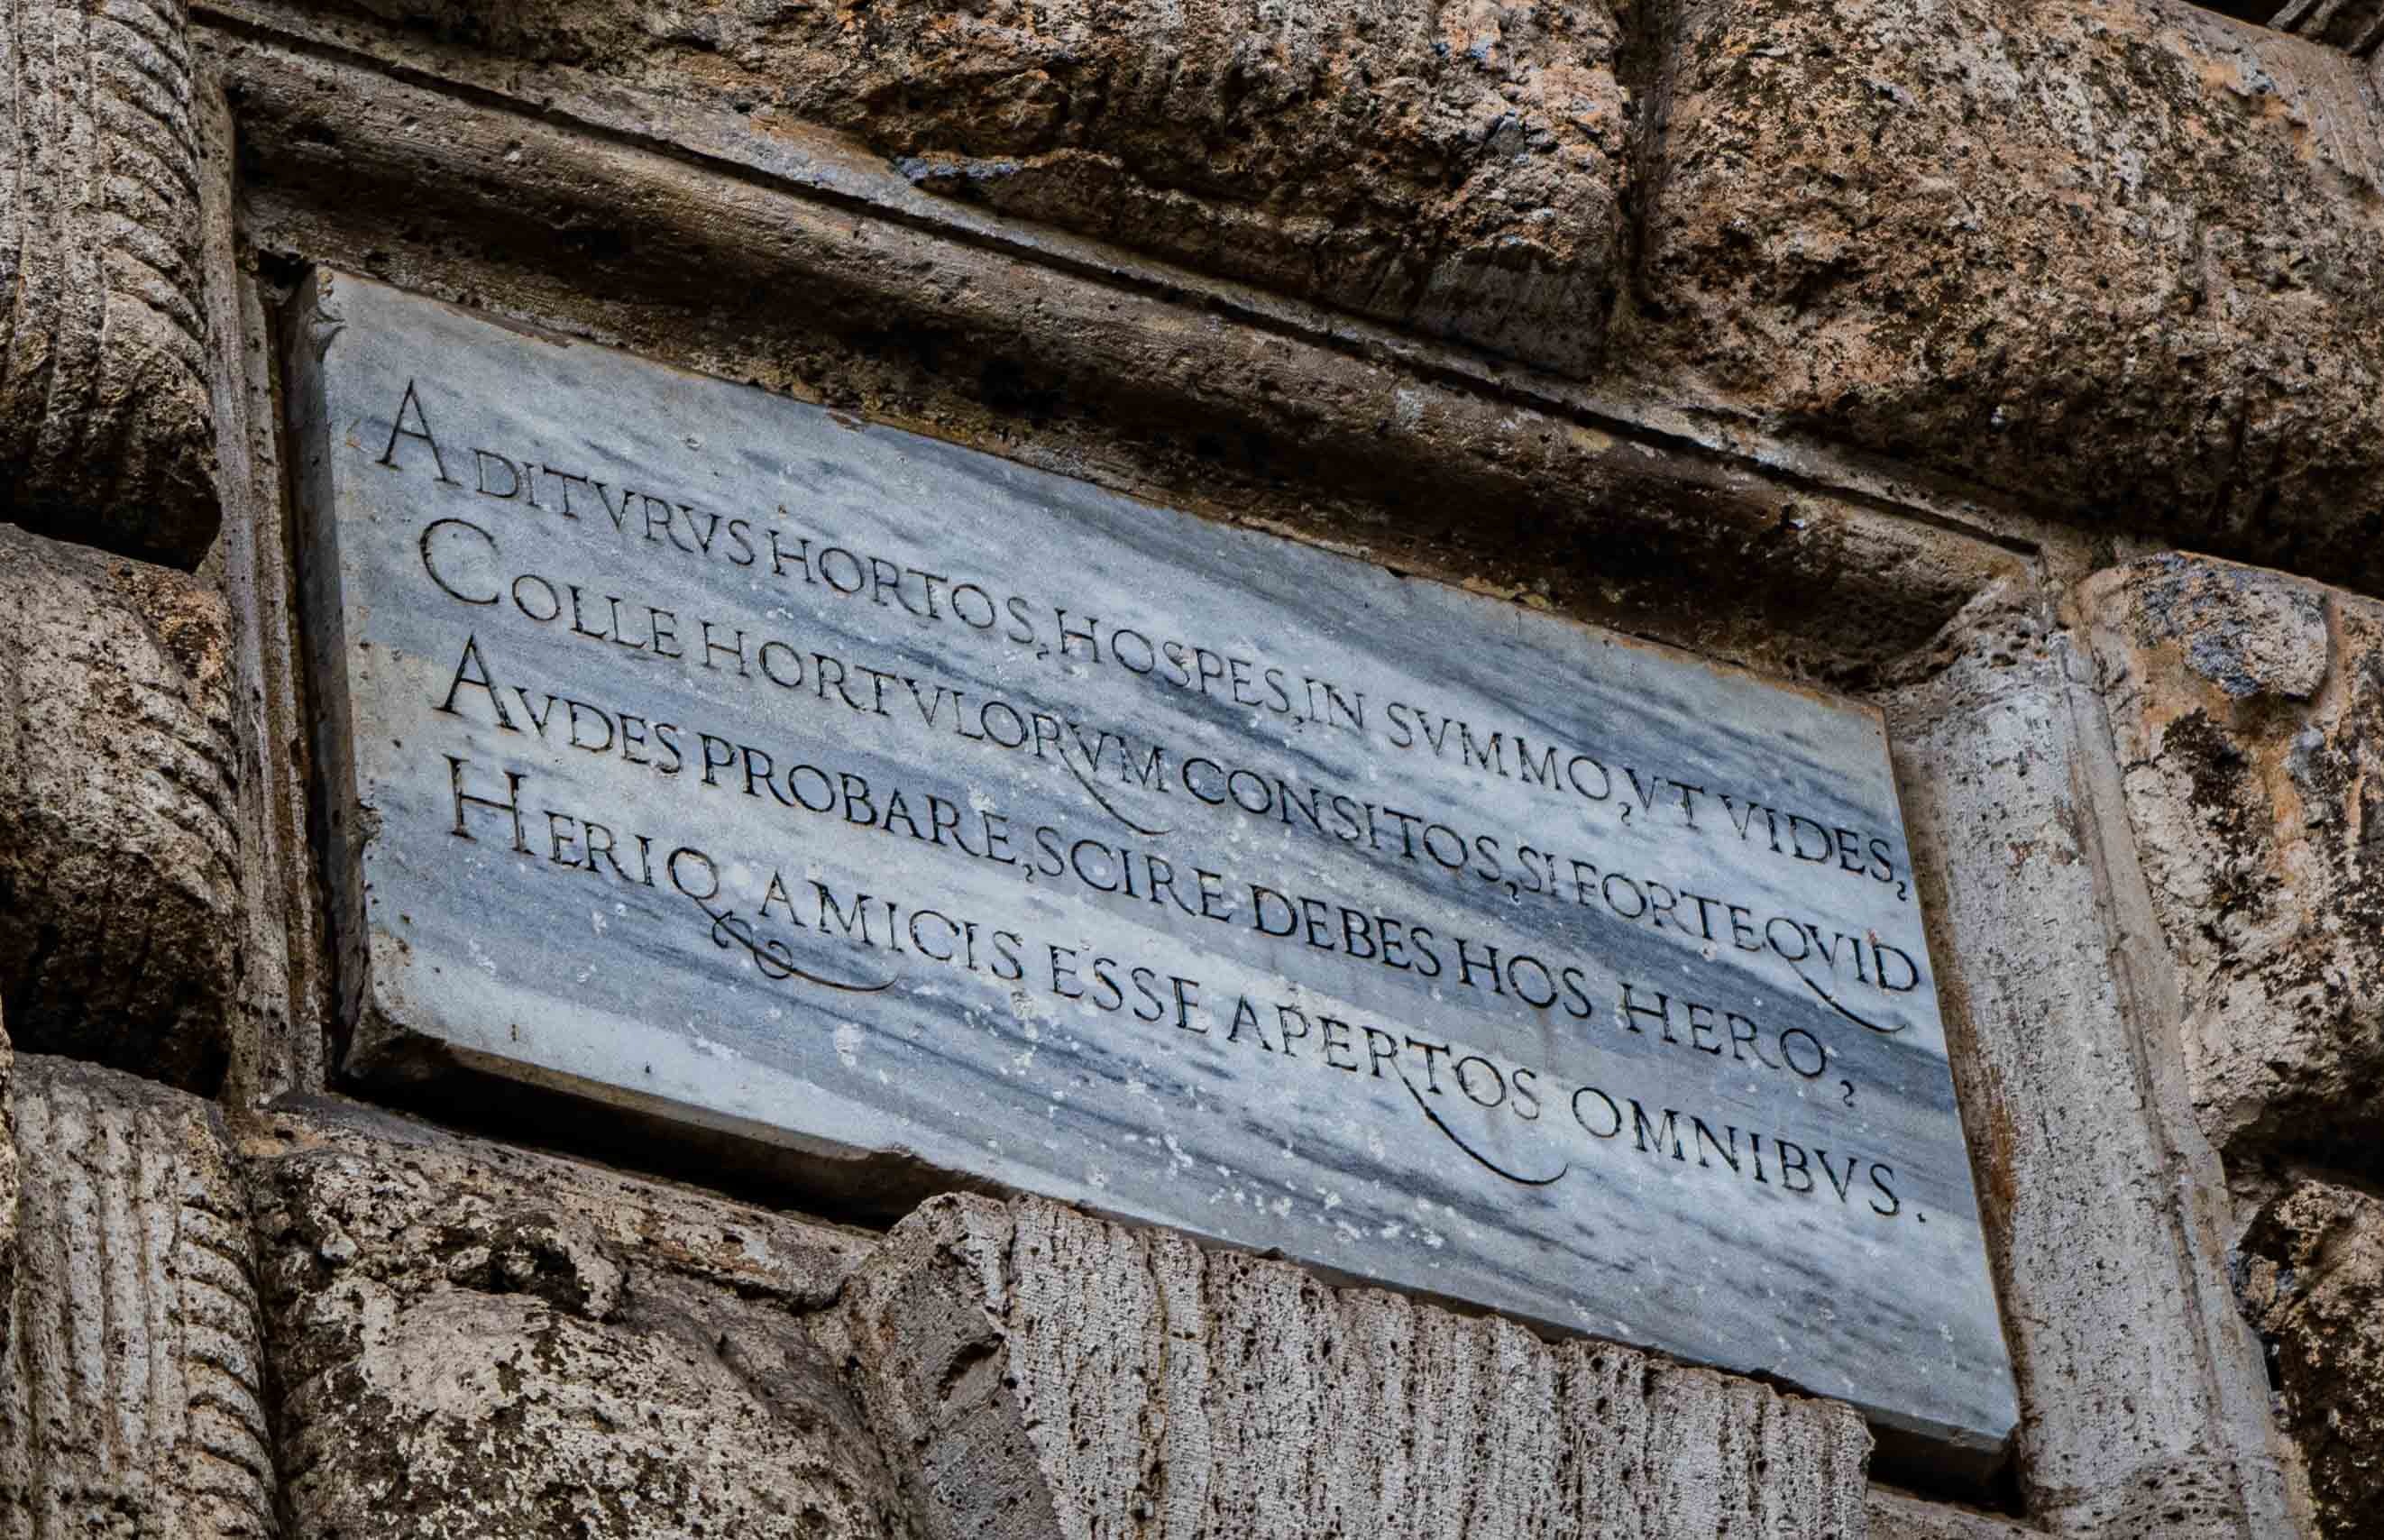 ADITVRVS HORTOS, HOSPES, IN SVMMO, VT VIDES,
COLLE HORTVLORVM CONSITOS, SI FORTE QVID
AVDES PROBARE, SCIRE DEBES HOS HERO,
HERIQ AMICIS ESSE APERTOS OMNIBVS.